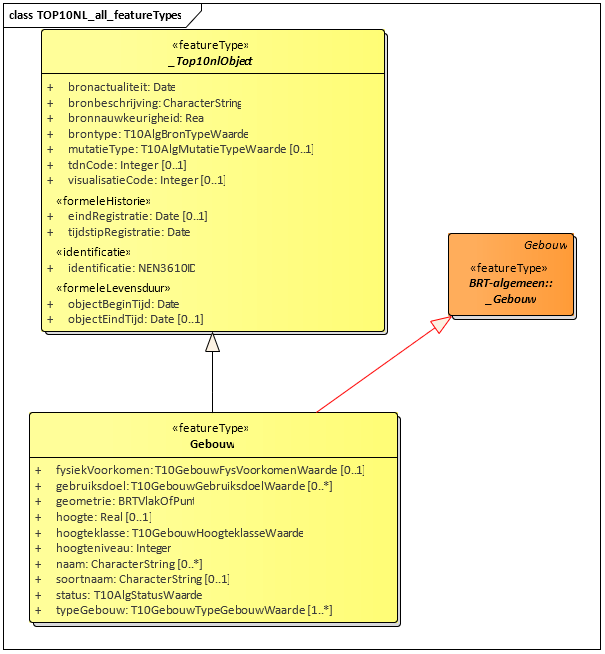 class TOP10NL_all_featureTypes
«featureType»
_Top10nlObject
+ bronactualiteit: Date
+ bronbeschrijving: CharacterString
+ bronnauwkeurigheid: Rea
+ brontype: T10AlgBronTypeWaarde
+ mutatieType: T10AlgMutatieTypeWaarde [0..1]
+ tdnCode: Integer [0..1]
+ visualisatieCode: Integer [0..1]
«formeleHistorie»
+ eindRegistratie: Date [0..1]
+ tijdstipRegistratie: Date
«identificatie»
+ identificatie: NEN3610ID
«formeleLevensduur»
+ objectBeginTijd: Date
+ objectEindTijd: Date [0..1]
Gebouw
«featureType»
BRT-algemeen::
_Gebouw
«featureType»
Gebouw
+ fysiekVoorkomen: T10GebouwFysVoorkomenWaarde [0..1]
+ gebruiksdoel: T10GebouwGebruiksdoelWaarde [0..*]
+ geometrie: BRTVlakOfPunt
+ hoogte: Real [0..1]
+ hoogteklasse: T10GebouwHoogteklasseWaarde
+ hoogteniveau: Integer
+ naam: CharacterString [0..*]
+ soortnaam: CharacterString [0..1]
+ status: T10AlgStatusWaarde
+ typeGebouw: T10GebouwTypeGebouwWaarde [1..*]